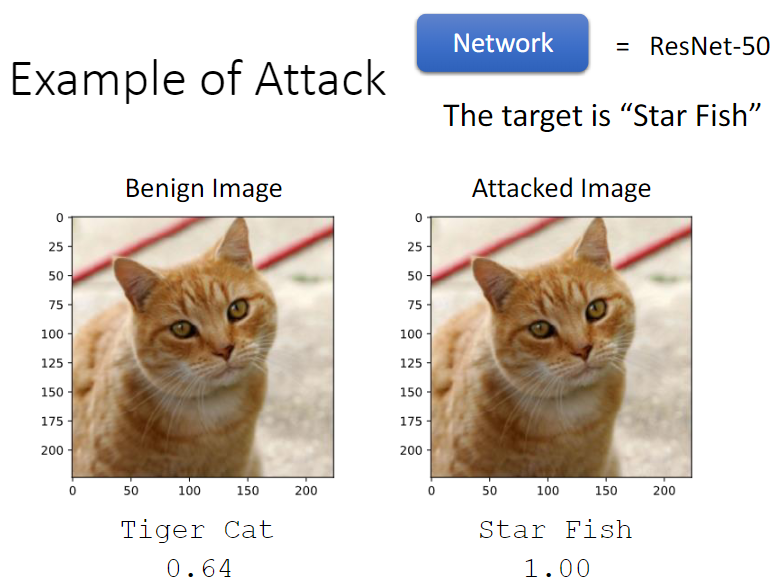 Example of Attack
Network
= ResNet-50
The target is “Star Fish”
Benign Image
0
25
50
75
100
125
150
175
200
0 50 100 150 200
Tiger Cat
0.64
Attacked Image
0
25
50
75
100
125
150
175
200
0 50 100 150 200
Star Fish
1.00